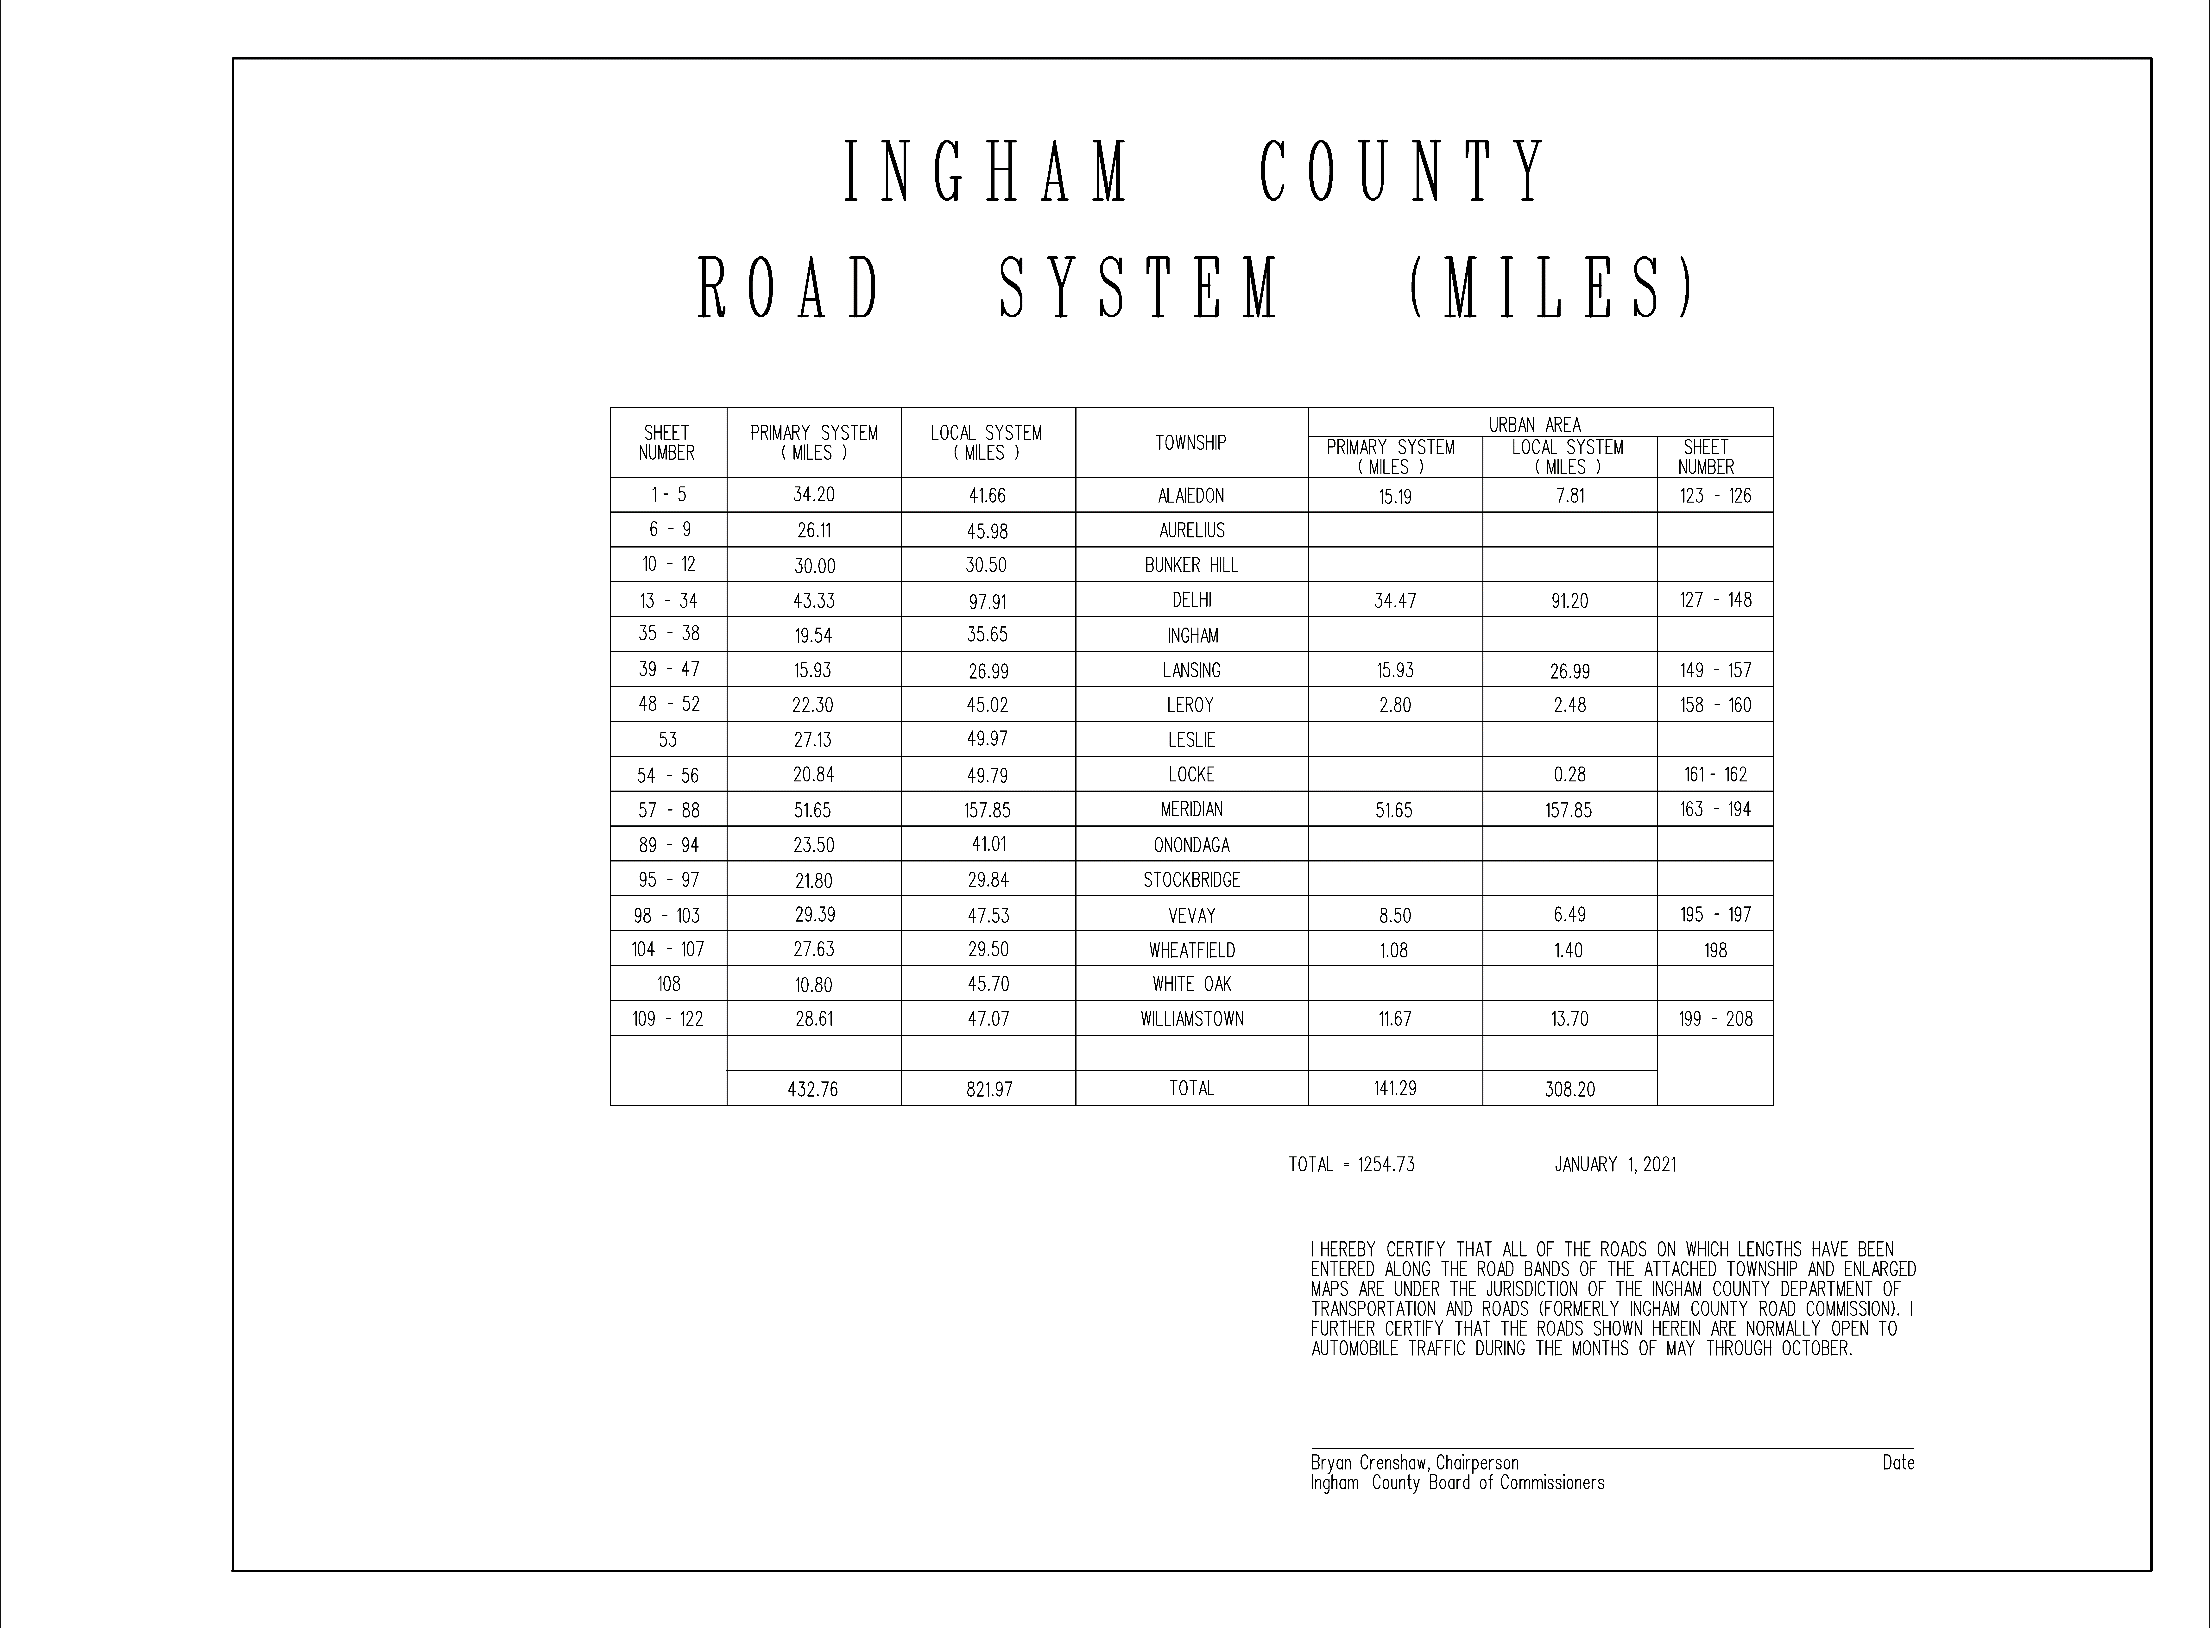 INGHAM COUNTY
ROAD SYSTEM (MILES)
SHEET NUMBER PRIMARY SYSTEM ( MILES ) LOCAL SYSTEM ( MILES ) TOWNSHIP URBAN AREA
PRIMARY SYSTEM ( MILES ) LOCAL SYSTEM ( MILES ) SHEET NUMBER
1 - 5 34.20 41.66 ALAIEDON 15.19 7.81 123 - 126
6 - 9 26.11 45.98 AURELIUS
10 - 12 30.00 30.50 BUNKER HILL
13 - 34 43.33 97.91 DELHI 34.47 91.20 127 - 148
35 - 38 19.54 35.65 INGHAM
39 - 47 15.93 26.99 LANSING 15.93 26.99 149 - 157
48 - 52 22.30 45.02 LEROY 2.80 2.48 158 - 160
53 27.13 49.97 LESLIE
54 - 56 20.84 49.79 LOCKE 0.28 161 - 162
57 - 88 51.65 157.85 MERIDIAN 51.65 157.85 163 - 194
89 - 94 23.50 41.01 ONONDAGA
95 - 97 21.80 29.84 STOCKBRIDGE
98 - 103 29.39 47.53 VEVAY 8.50 6.49 195 - 197
104 - 107 27.63 29.50 WHEATFIELD 1.08 1.40 198
108 10.80 45.70 WHITE OAK
109 - 122 28.61 47.07 WILLIAMSTOWN 11.67 13.70 199 - 208
432.76 821.97 TOTAL 141.29 308.20
TOTAL = 1254.73 JANUARY 1, 2021
I HEREBY CERTIFY THAT ALL OF THE ROADS ON WHICH LENGTHS HAVE BEEN
ENTERED ALONG THE ROAD BANDS OF THE ATTACHED TOWNSHIP AND ENLARGED
MAPS ARE UNDER THE JURISDICTION OF THE INGHAM COUNTY DEPARTMENT OF
TRANSPORTATION AND ROADS (FORMERLY INGHAM COUNTY ROAD COMMISSION). I
FURTHER CERTIFY THAT THE ROADS SHOWN HEREIN ARE NORMALLY OPEN TO
AUTOMOBILE TRAFFIC DURING THE MONTHS OF MAY THROUGH OCTOBER.
Bryan Crenshaw, Chairperson Date
Ingham County Board of Commissioners